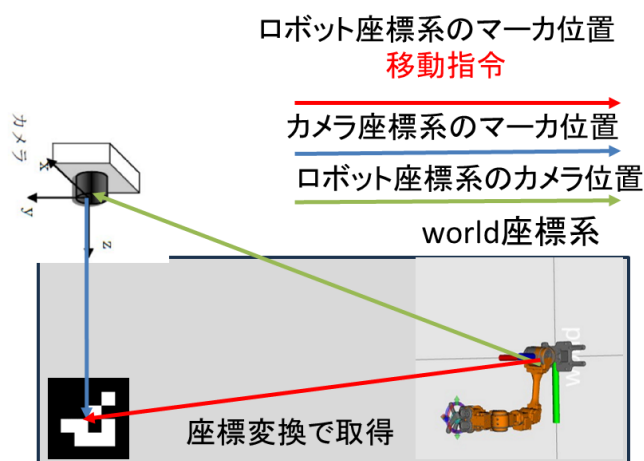 ロボット座標系のマーカ位置
移動指令
カメラ座標系のマーカ位置
ロボット座標系のカメラ位置
world座標系
カメラ
x
y
z
座標変換で取得